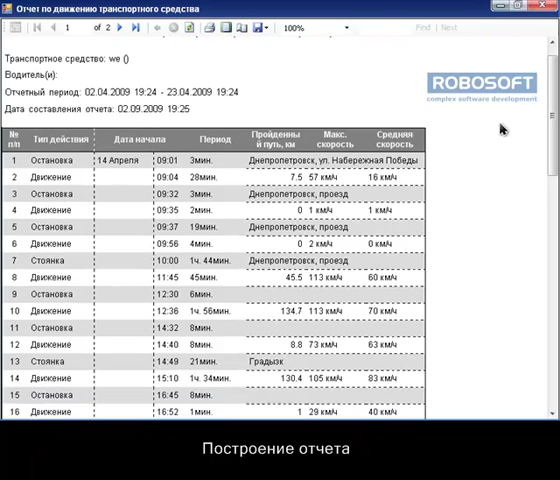 Отчет по движению транспортного средства
1 of 2 100% Find | Next
Транспортное средство: we ()
Водитель(и):
Отчетный период: 02.04.2009 19:24 - 23.04.2009 19:24
Дата составления отчета: 02.09.2009 19:25
ROBOSOFT
complex software development
№ п/п Тип действия Дата начала Период Пройденны й путь, км Макс. скорость Средняя скорость
1 Остановка 14 Апреля 09:01 3мин. Днепропетровск, ул. Набережная Победы
2 Движение 09:04 28мин. 7.5 57 км/ч 16 км/ч
3 Остановка 09:32 3мин. Днепропетровск, проезд
4 Движение 09:35 2мин. 0 1 км/ч 1 км/ч
5 Остановка 09:37 19мин. Днепропетровск, проезд
6 Движение 09:56 4мин. 0 2 км/ч 0 км/ч
7 Стоянка 10:00 1ч. 44мин. Днепропетровск, проезд
8 Движение 11:45 45мин. 45.5 113 км/ч 60 км/ч
9 Остановка 12:30 6мин.
10 Движение 12:36 1ч. 56мин. 134.7 113 км/ч 70 км/ч
11 Остановка 14:32 8мин.
12 Движение 14:40 8мин. 8.8 73 км/ч 63 км/ч
13 Стоянка 14:49 21мин. Градызк
14 Движение 15:10 1ч. 34мин. 130.4 105 км/ч 83 км/ч
15 Остановка 16:45 8мин.
16 Движение 16:52 1мин. 1 29 км/ч 40 км/ч
Построение отчета